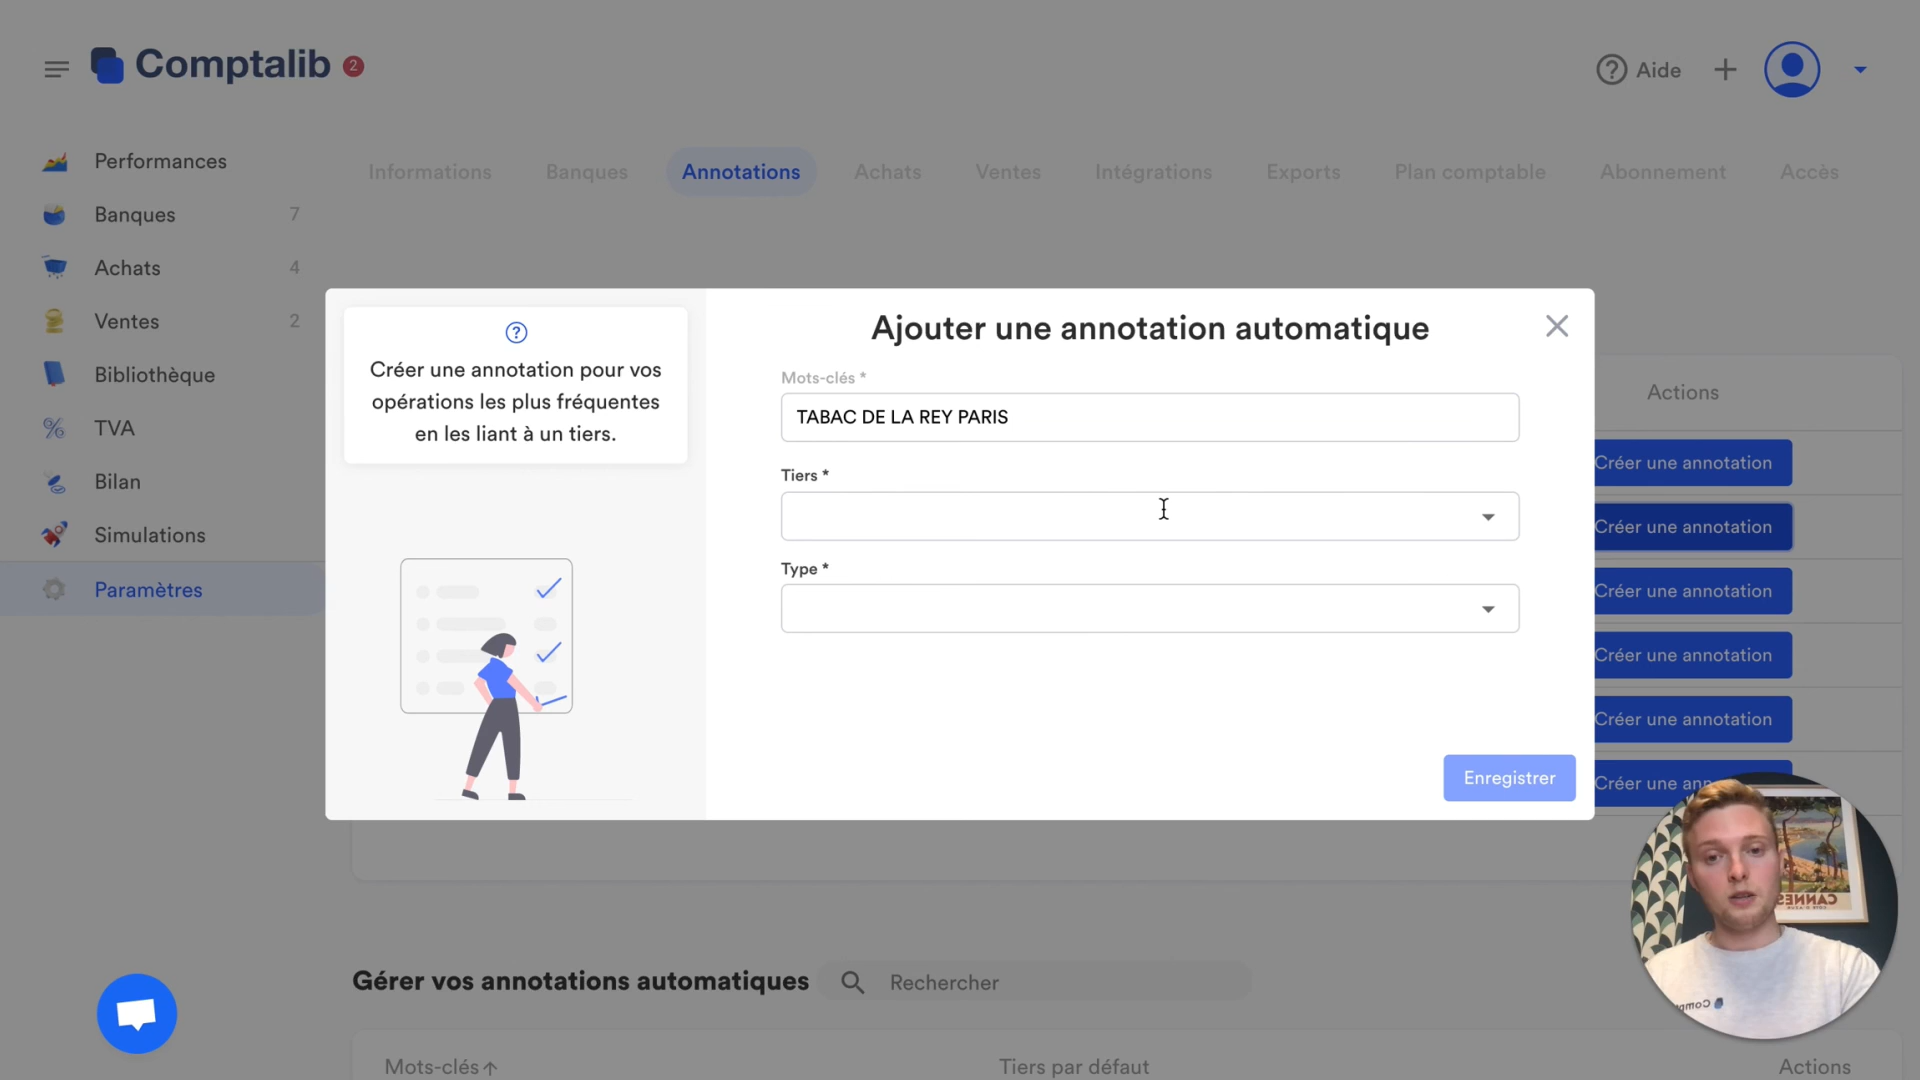 Comptalib 2
Aide
Performances
Banques 7
Achats 4
Ventes 2
Bibliothèque
TVA
Bilan
Simulations
Paramètres
Informations Banques Annotations Achats Ventes Intégrations Exports Plan comptable Abonnement Accès
?
Créer une annotation pour vos
opérations les plus fréquentes
en les liant à un tiers.
Ajouter une annotation automatique
Mots-clés *
TABAC DE LA REY PARIS
Tiers *
Type *
Enregistrer
Actions
Créer une annotation
Créer une annotation
Créer une annotation
Créer une annotation
Créer une annotation
Créer une
CANNES
Gérer vos annotations automatiques
Rechercher
Mots-clés Tiers par défaut Actions